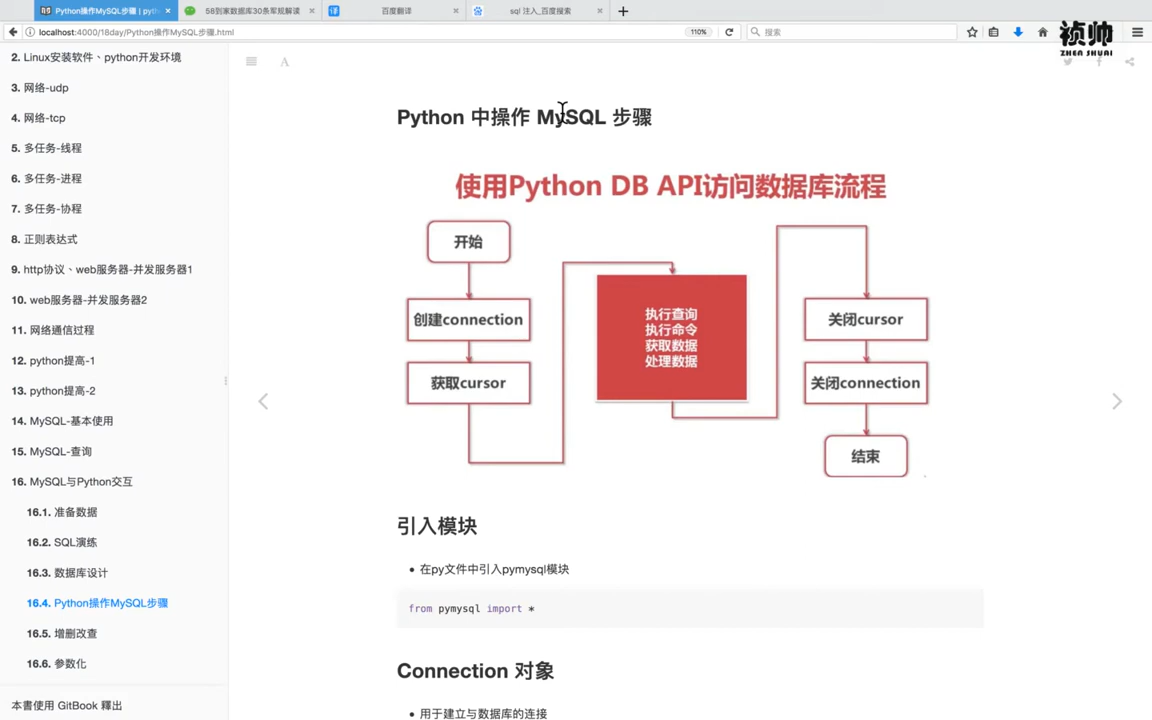 Python操作MySQL步骤 | pyth
58到家数据库30条军规解读
百度翻译
sql 注入_百度搜索
localhost:4000/18day/Python操作MySQL步骤.html
110%
搜索
祯帅
ZHEN SHUAI
2. Linux安装软件、python开发环境
3. 网络-udp
4. 网络-tcp
5. 多任务-线程
6. 多任务-进程
7. 多任务-协程
8. 正则表达式
9. http协议、web服务器-并发服务器1
10. web服务器-并发服务器2
11. 网络通信过程
12. python提高-1
13. python提高-2
14. MySQL-基本使用
15. MySQL-查询
16. MySQL与Python交互
16.1. 准备数据
16.2. SQL演练
16.3. 数据库设计
16.4. Python操作MySQL步骤
16.5. 增删改查
16.6. 参数化
本書使用 GitBook 釋出
A
Python 中操作 MySQL 步骤
使用Python DB API访问数据库流程
开始
创建connection
获取cursor
执行查询
执行命令
获取数据
处理数据
关闭cursor
关闭connection
结束
引入模块
• 在py文件中引入pymysql模块
from pymysql import *
Connection 对象
• 用于建立与数据库的连接